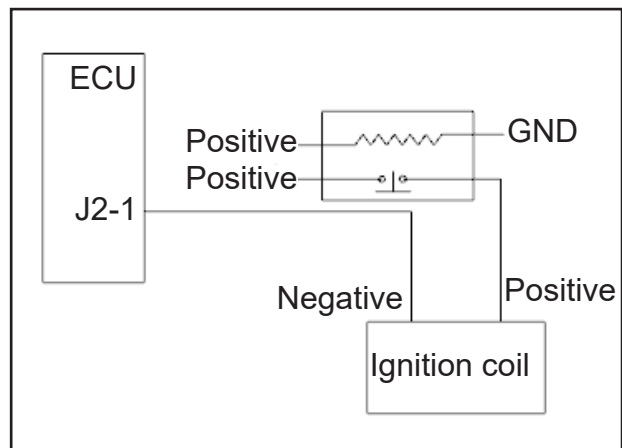 ECU
Positive
GND
Positive
J2-1
Negative
Positive
Ignition coil